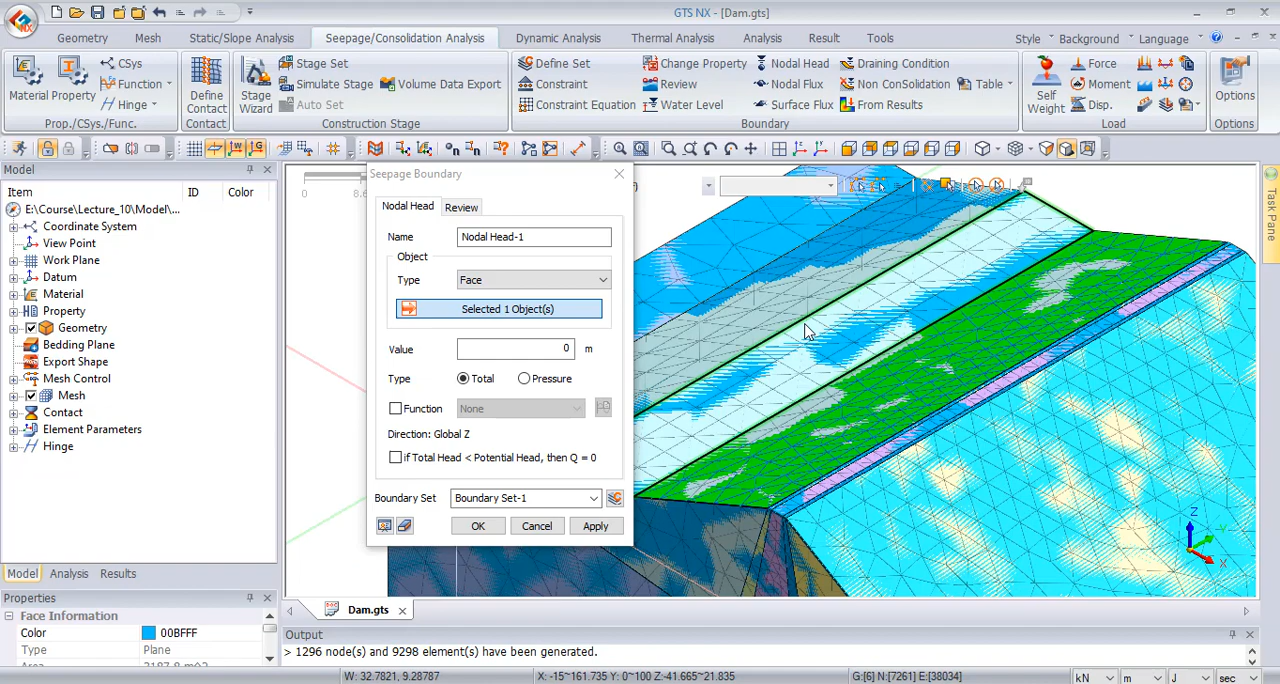 GTS NX - [Dam.gts]
Geometry Mesh Static/Slope Analysis Seepage/Consolidation Analysis Dynamic Analysis Thermal Analysis Analysis Result Tools Style Background Language
Material Property CSys Function Hinge
Prop./CSys./Func.
Define Contact
Contact
Stage Wizard Stage Set Simulate Stage Auto Set Volume Data Export
Construction Stage
Define Set Change Property Nodal Head Draining Condition
Constraint Review Nodal Flux Non Consolidation Table
Constraint Equation Water Level Surface Flux From Results
Boundary
Self Weight Force Moment Disp.
Load
Options
Options
Model
Item ID Color
E:\Course\Lecture_10\Model\...
Coordinate System
View Point
Work Plane
Datum
Material
Property
Geometry
Bedding Plane
Export Shape
Mesh Control
Mesh
Contact
Element Parameters
Hinge
Model Analysis Results
Properties
Face Information
Color 00BFFF
Type Plane
Seepage Boundary
Nodal Head Review
Name Nodal Head-1
Object
Type Face
Selected 1 Object(s)
Value 0 m
Type Total Pressure
Function None
Direction: Global Z
if Total Head < Potential Head, then Q = 0
Boundary Set Boundary Set-1
OK Cancel Apply
Z
Y
X
Task Pane
Dam.gts
Output
> 1296 node(s) and 9298 element(s) have been generated.
W: 32.7821, 9.28787 X: -15~161.735 Y: 0~100 Z:-41.665~21.835 G:[6] N:[7261] E:[38034] kN m J sec